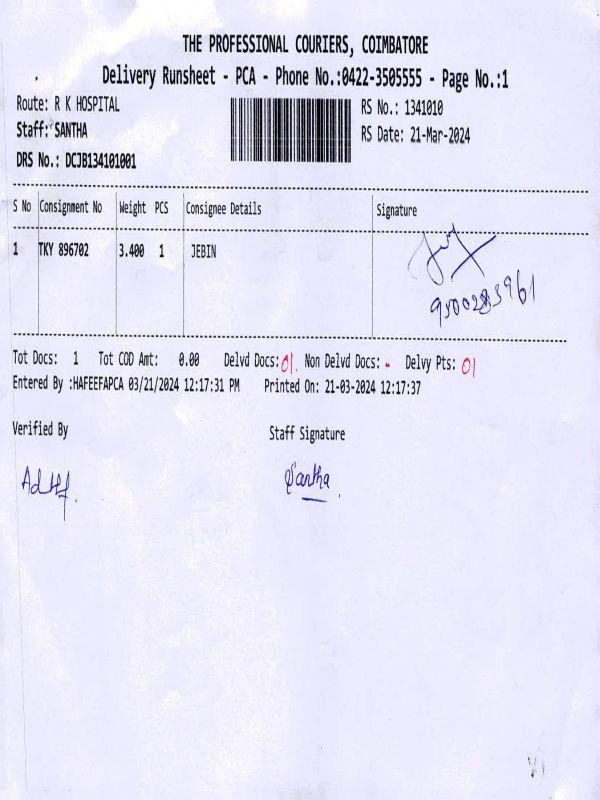 THE PROFESSIONAL COURIERS, COIMBATORE
Delivery Runsheet - PCA - Phone No.:0422-3505555 - Page No.:1
Route: R K HOSPITAL
RS No.: 1341010
Staff: SANTHA
RS Date: 21-Mar-2024
DRS No.: DCJB134101001
S No Consignment No Weight PCS Consignee Details Signature
1 TKY 896702 3.400 1 JEBIN
Tot Docs: 1 Tot COD Amt: 0.00 Delvd Docs: 01. Non Delvd Docs: - Delvy Pts: 01
Entered By :HAFEEFAPCA 03/21/2024 12:17:31 PM Printed On: 21-03-2024 12:17:37
Verified By Staff Signature
Santha